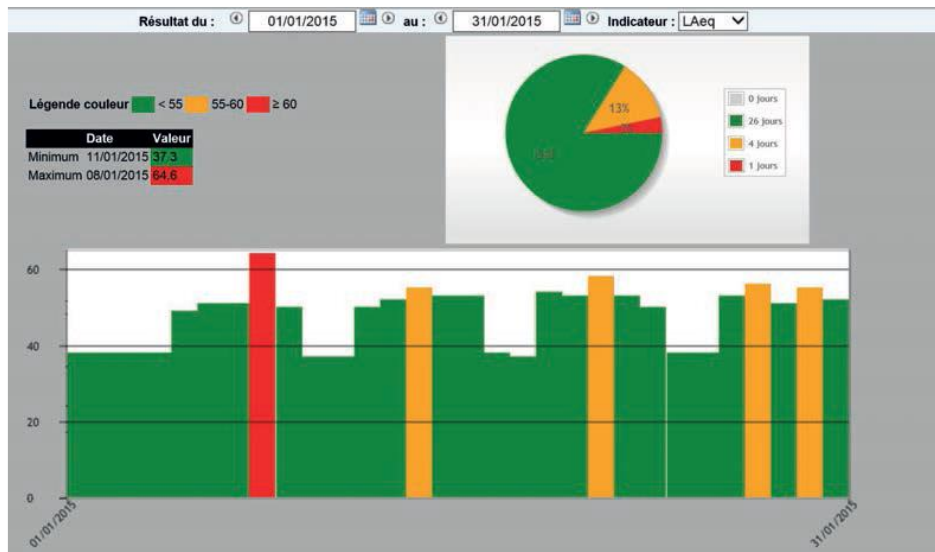 Résultat du : 01/01/2015 au : 31/01/2015 Indicateur : LAeq
Légende couleur < 55 55-60 ≥ 60
Date Valeur
Minimum 11/01/2015 37,3
Maximum 08/01/2015 64,6
13%
0 Jours
26 Jours
4 Jours
1 Jours
60
40
20
0
01/01/2015
31/01/2015